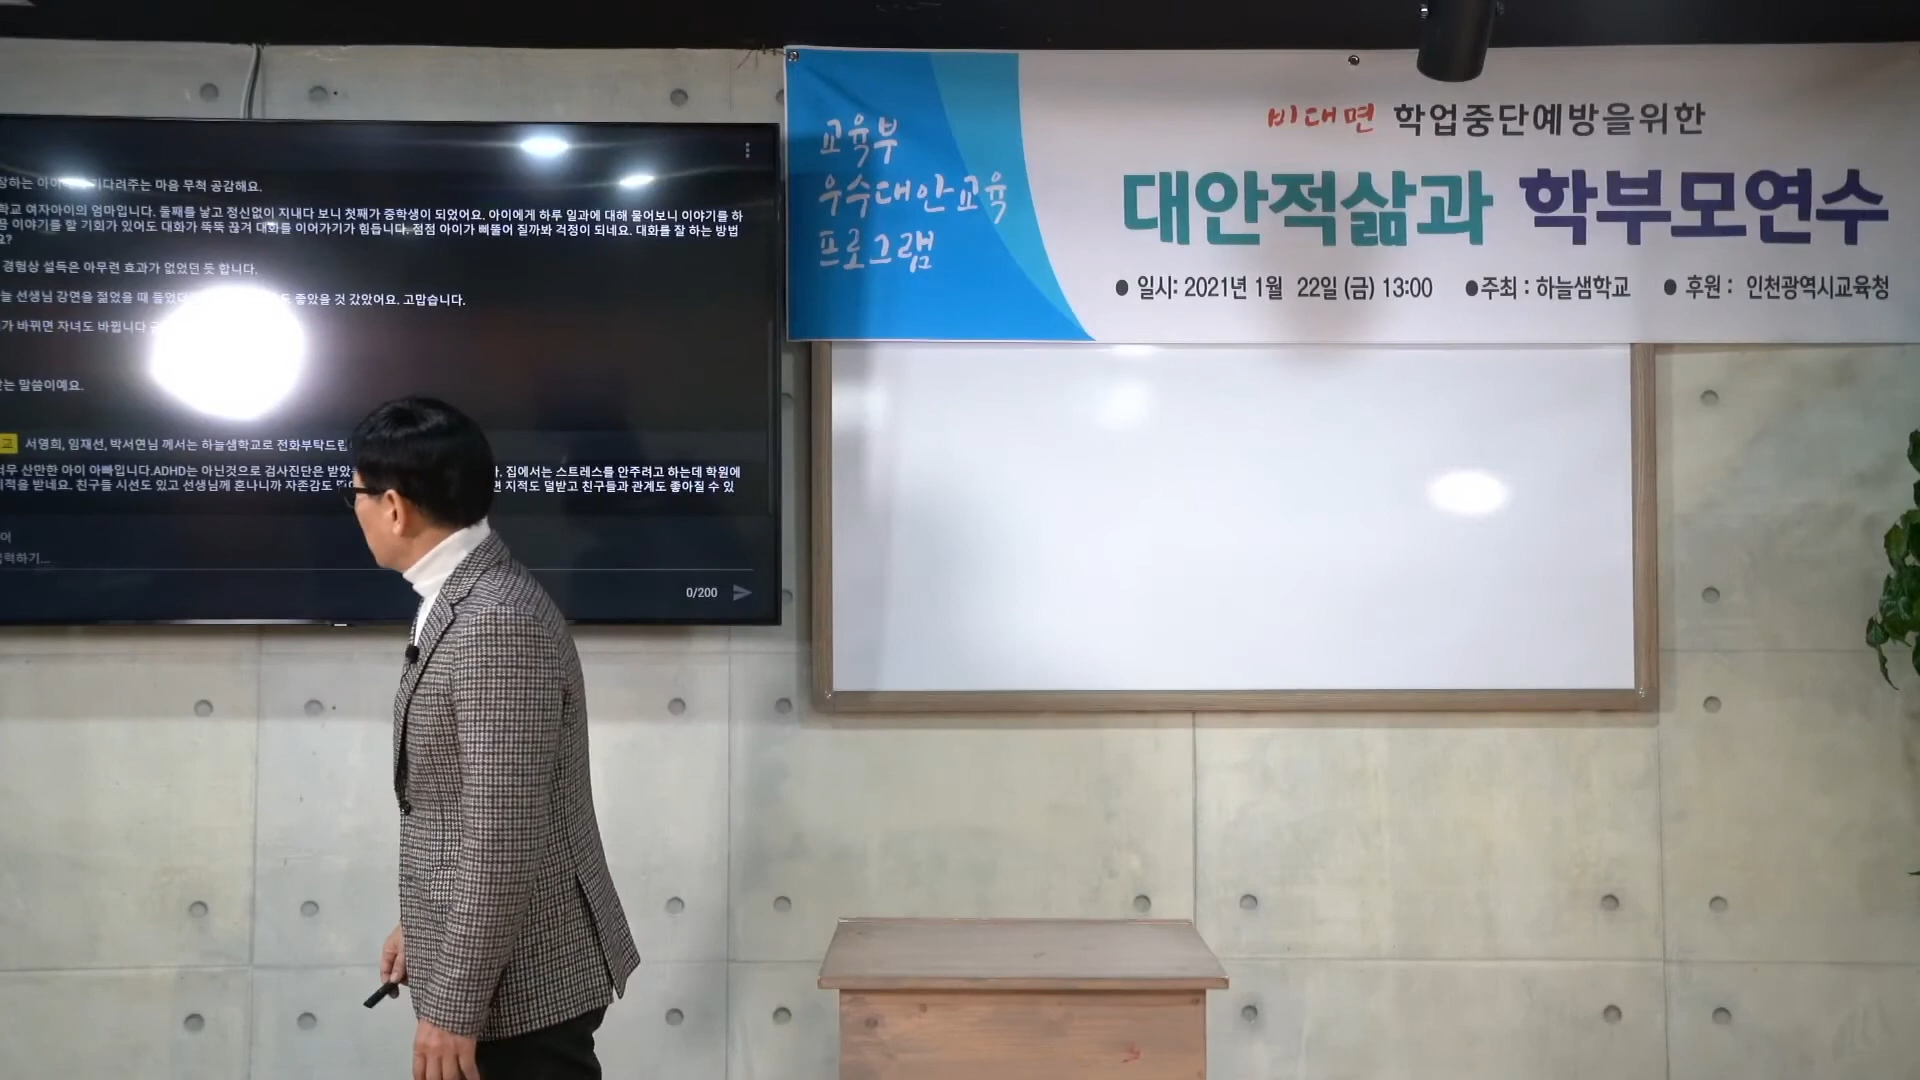 장하는 기다려주는 마음 무척 공감해요.
학교 여자아이의 엄마입니다. 둘째를 낳고 정신없이 지내다 보니 첫째가 중학생이 되었어요. 아이에게 하루 일과에 대해 물어보니 이야기를 하
이야기를 할 기회가 있어도 대화가 뚝뚝 끊겨 대화를 이어가기가 힘듭니다. 점점 아이가 삐뚤어 질까봐 걱정이 되네요. 대화를 잘 하는 방법
요?
경험상 설득은 아무런 효과가 없었던 듯 합니다.
늘 선생님 강연을 젊었을 때 들었다 좋았을 것 갔았어요. 고맙습니다.
가 바뀌면 자녀도 바뀝니다
는 말씀이예요.
교 서영희, 임재선, 박서연님 께서는 하늘샘학교로 전화부탁드립
너무 산만한 아이 아빠입니다.ADHD는 아닌것으로 검사진단은 받았 집에서는 스트레스를 안주려고 하는데 학원에
지적을 받네요. 친구들 시선도 있고 선생님께 혼나니까 자존감도 면 지적도 덜받고 친구들과 관계도 좋아질 수 있
어
력하기...
0/200
교육부
우수대안교육
프로그램
비대면 학업중단예방을위한
대안적삶과 학부모연수
● 일시: 2021년 1월 22일 (금) 13:00 ●주최 : 하늘샘학교 ● 후원 : 인천광역시교육청